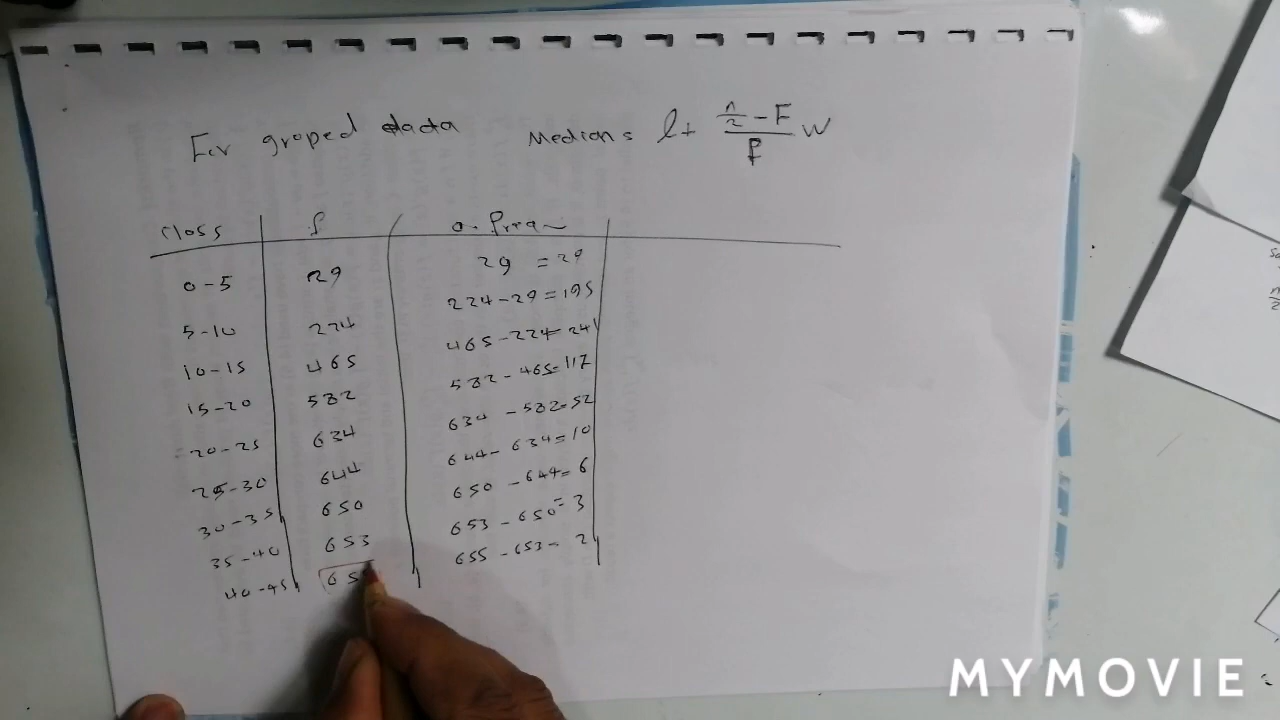 For groped data Median = l + (n/2 - F)/f w
class f o. Frequ
0-5 29 29 = 29
5-10 224 224-29=195
10-15 465 465-224=241
15-20 582 582-465=117
20-25 634 634-582=52
25-30 644 644-634=10
30-35 650 650-644=6
35-40 653 653-650=3
40-45 65 655-653=2
MYMOVIE